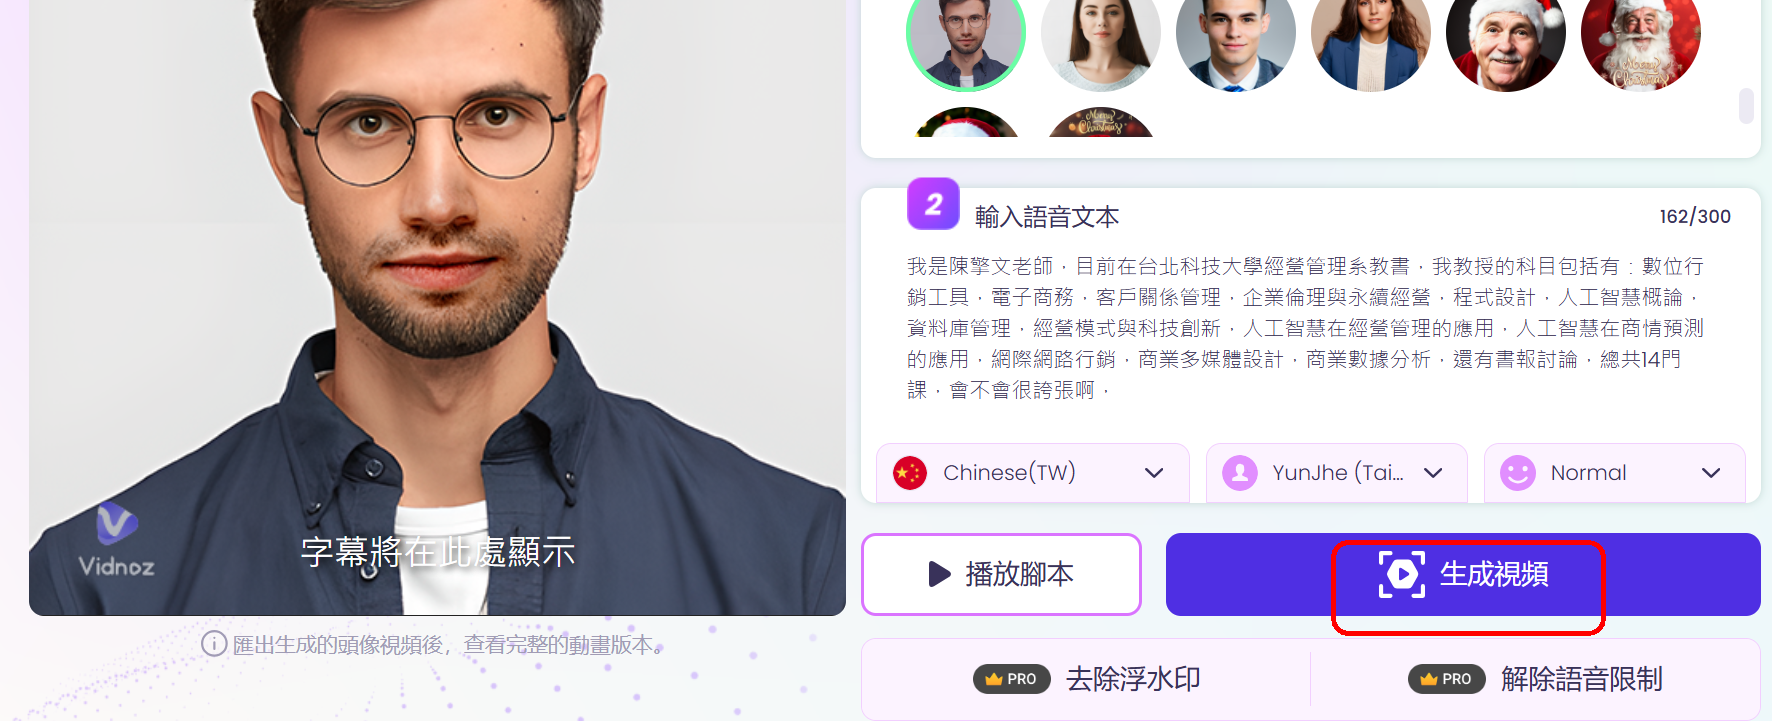 Merry
Christmas
Merry
Christmas
2
輸入語音文本
162/300
我是陳擎文老師，目前在台北科技大學經營管理系教書，我教授的科目包括有：數位行
銷工具，電子商務，客戶關係管理，企業倫理與永續經營，程式設計，人工智慧概論，
資料庫管理，經營模式與科技創新，人工智慧在經營管理的應用，人工智慧在商情預測
的應用，網際網路行銷，商業多媒體設計，商業數據分析，還有書報討論，總共14門
課，會不會很誇張啊，
Chinese(TW)
YunJhe (Tai...
Normal
Vidnoz
字幕將在此處顯示
播放腳本
生成視頻
匯出生成的頭像視頻後，查看完整的動畫版本。
PRO 去除浮水印
PRO 解除語音限制